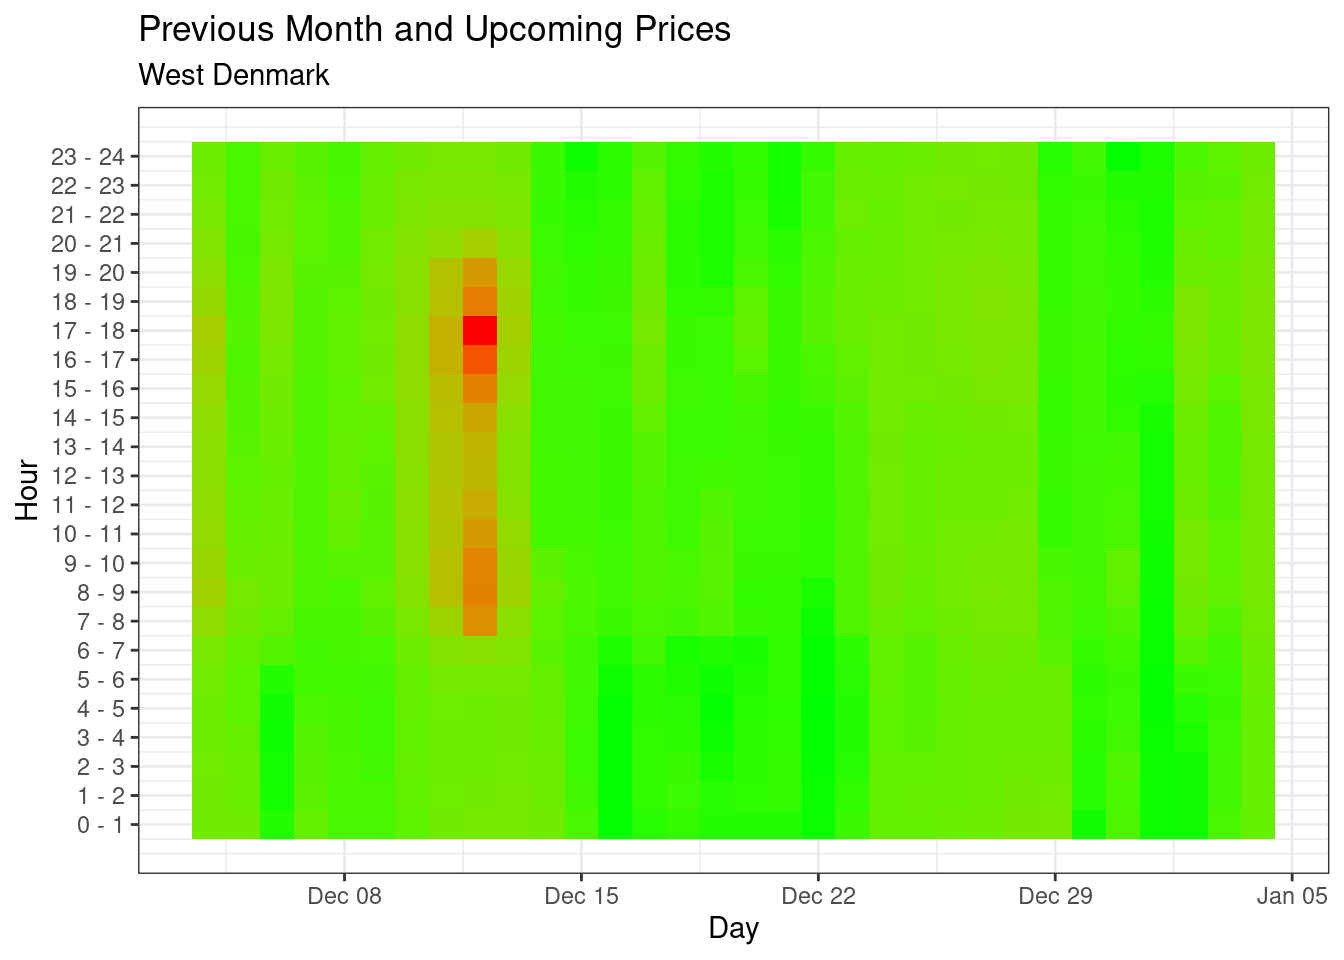 Previous Month and Upcoming Prices
West Denmark
Hour
23 - 24
22 - 23
21 - 22
20 - 21
19 - 20
18 - 19
17 - 18
16 - 17
15 - 16
14 - 15
13 - 14
12 - 13
11 - 12
10 - 11
9 - 10
8 - 9
7 - 8
6 - 7
5 - 6
4 - 5
3 - 4
2 - 3
1 - 2
0 - 1
Dec 08 Dec 15 Dec 22 Dec 29 Jan 05
Day